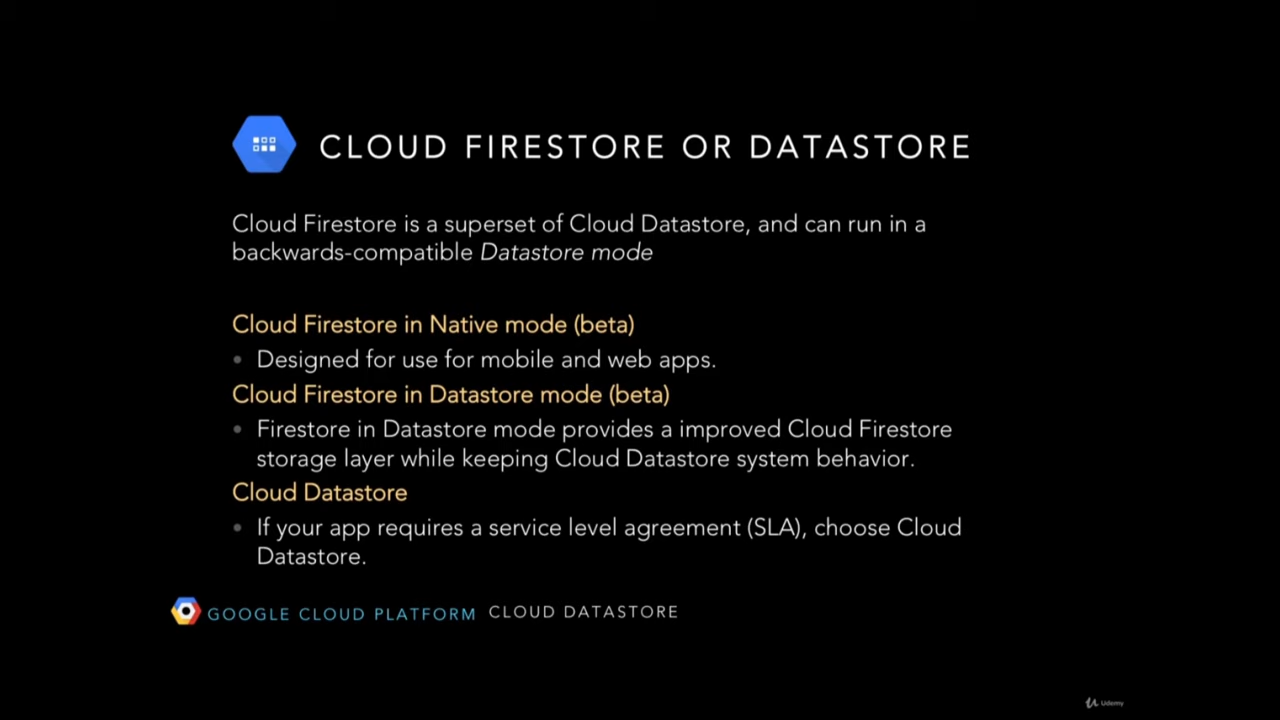 CLOUD FIRESTORE OR DATASTORE
Cloud Firestore is a superset of Cloud Datastore, and can run in a
backwards-compatible Datastore mode
Cloud Firestore in Native mode (beta)
• Designed for use for mobile and web apps.
Cloud Firestore in Datastore mode (beta)
• Firestore in Datastore mode provides a improved Cloud Firestore
storage layer while keeping Cloud Datastore system behavior.
Cloud Datastore
• If your app requires a service level agreement (SLA), choose Cloud
Datastore.
GOOGLE CLOUD PLATFORM CLOUD DATASTORE
Udemy